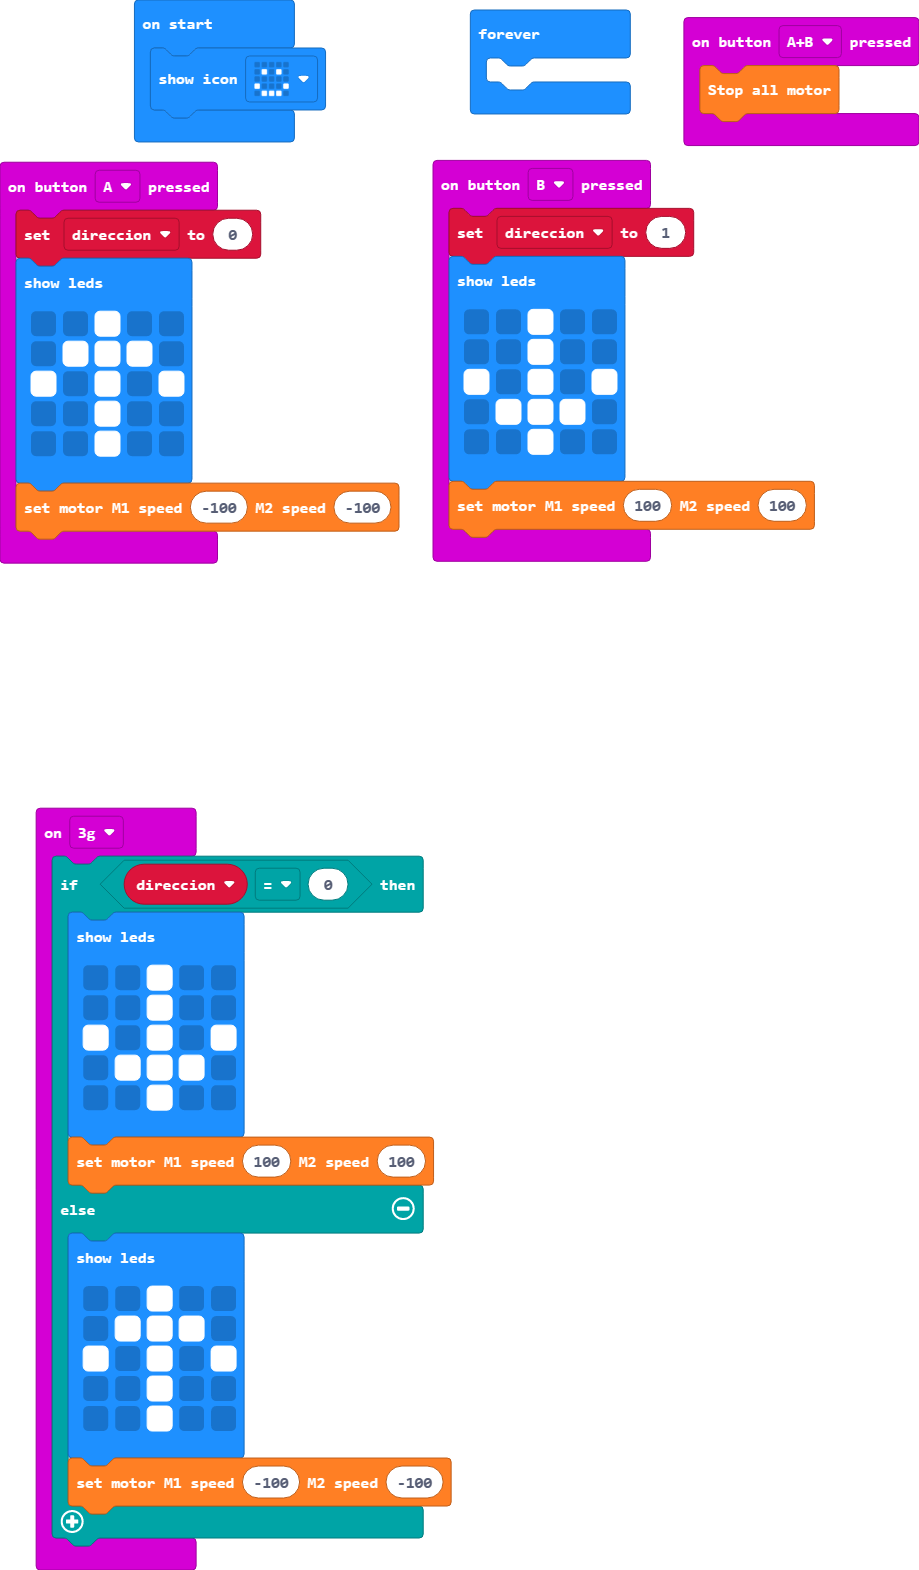 on start
show icon
forever
on button A+B pressed
Stop all motor
on button A pressed
set direccion to 0
show leds
set motor M1 speed -100 M2 speed -100
on button B pressed
set direccion to 1
show leds
set motor M1 speed 100 M2 speed 100
on 3g
if direccion = 0 then
show leds
set motor M1 speed 100 M2 speed 100
else
show leds
set motor M1 speed -100 M2 speed -100